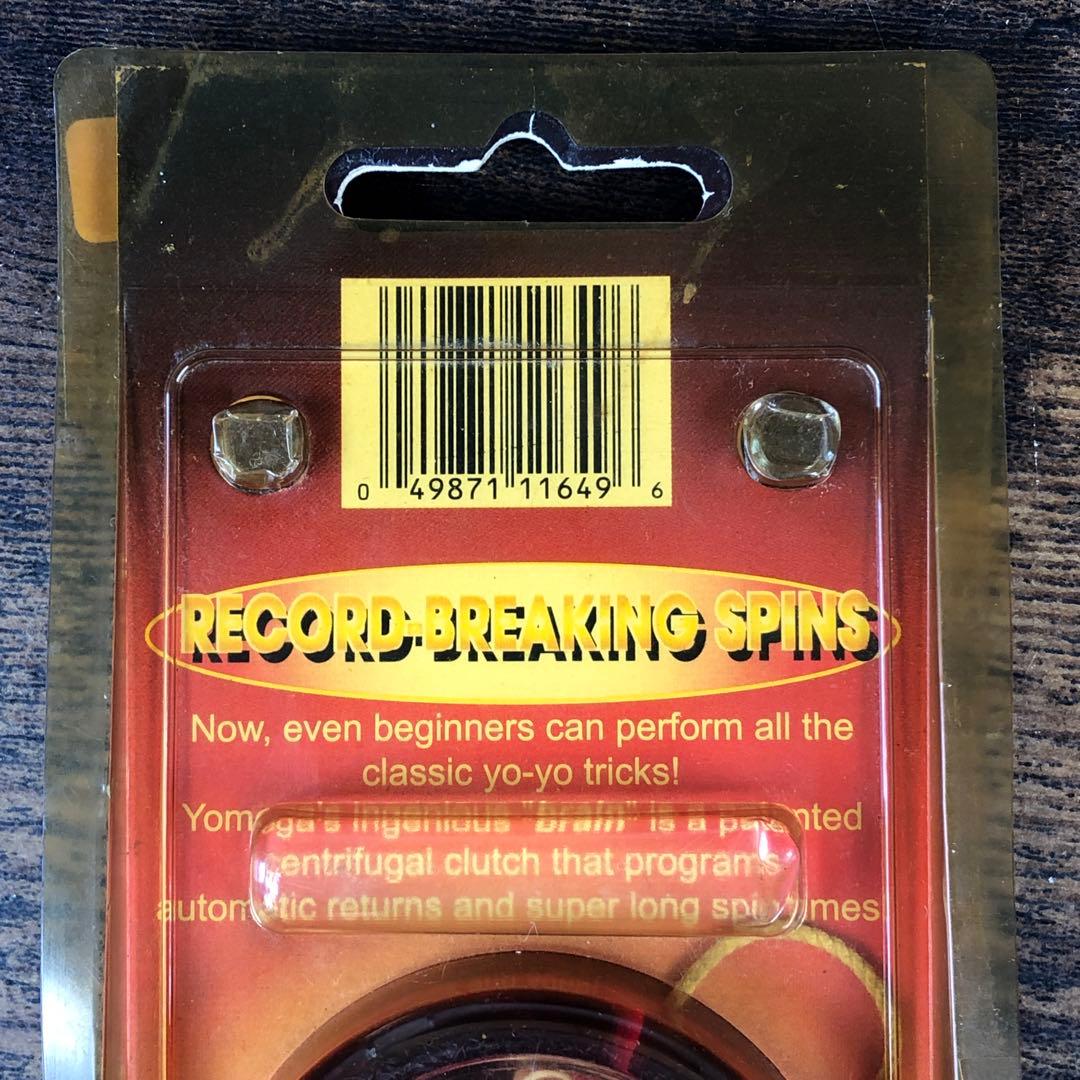 0 49871 11649 6
RECORD-BREAKING SPINS
Now, even beginners can perform all the
classic yo-yo tricks!
Yomega's ingenious "brain" is a patented
centrifugal clutch that programs
automatic returns and super long spin times